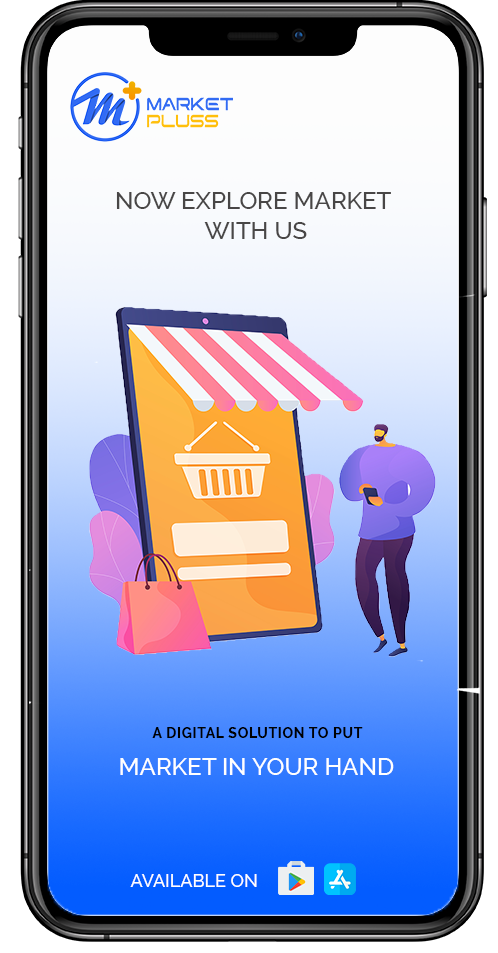 MARKET
PLUSS
NOW EXPLORE MARKET
WITH US
A DIGITAL SOLUTION TO PUT
MARKET IN YOUR HAND
AVAILABLE ON